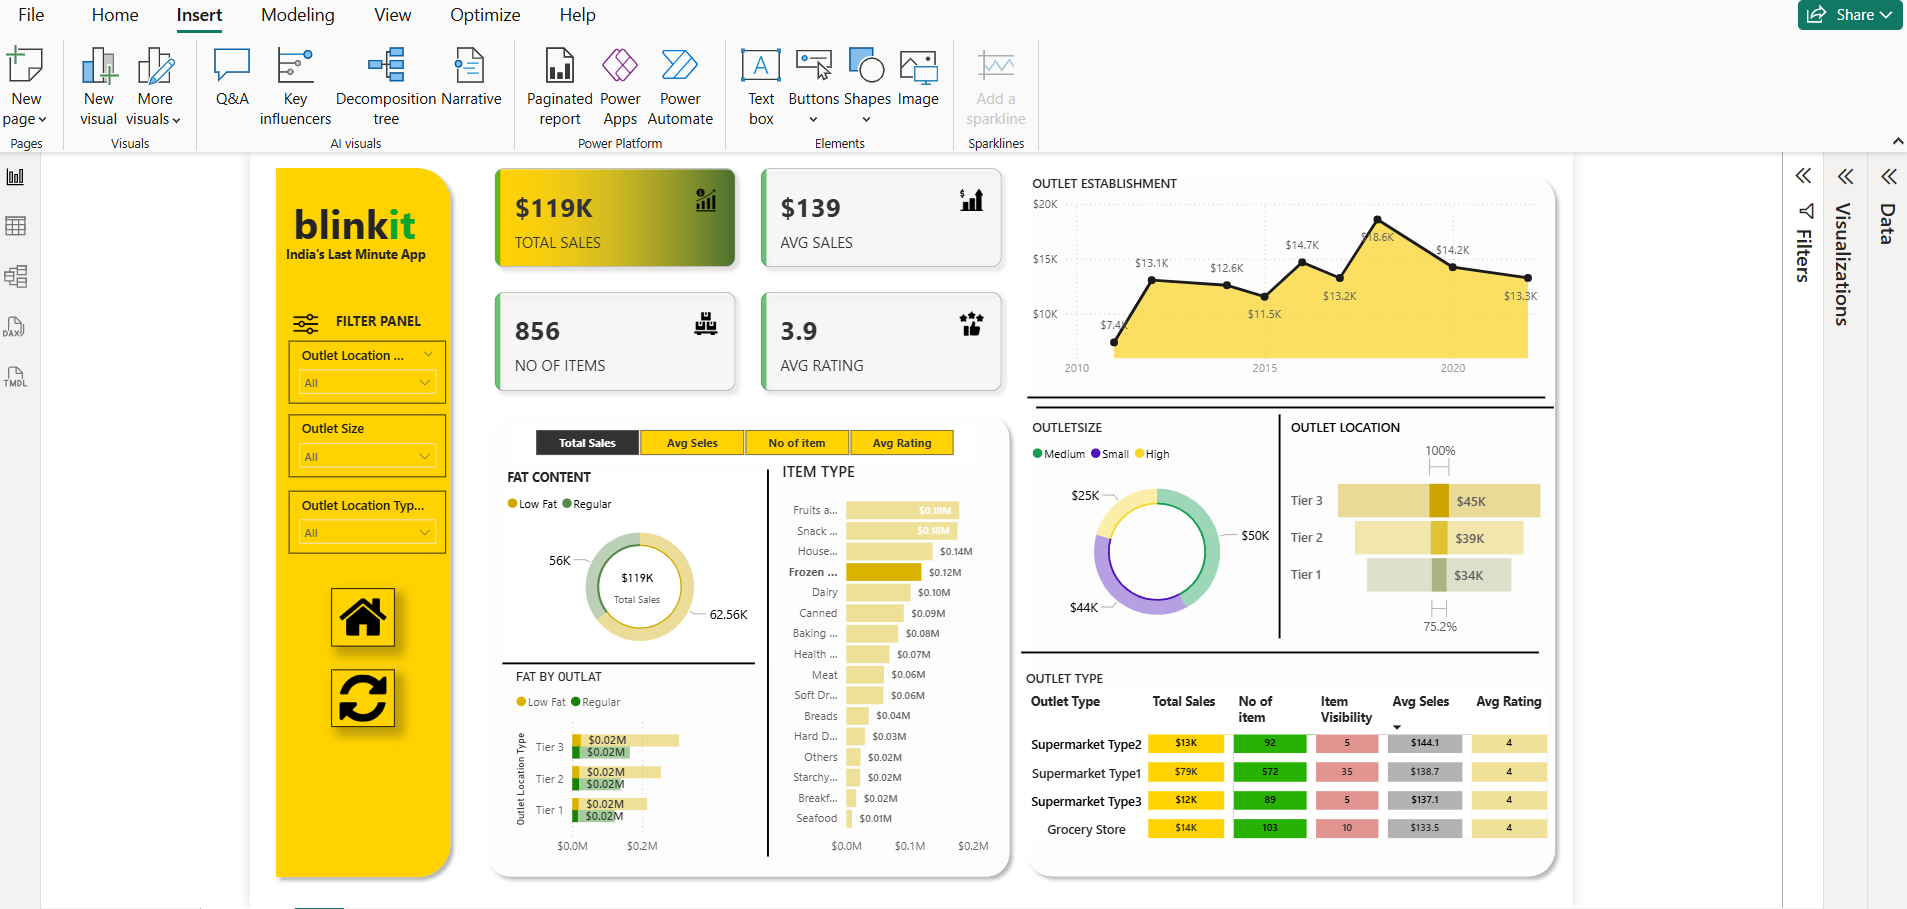 File Home Insert Modeling View Optimize Help Share
New page
New visual
More visuals
Q&A
Key influencers
Decomposition tree
Narrative
Paginated report
Power Apps
Power Automate
Text box
Buttons
Shapes
Image
Add a sparkline
Pages Visuals AI visuals Power Platform Elements Sparklines
DAX
TMDL
Filters
Visualizations
Data
blinkit
India's Last Minute App
FILTER PANEL
Outlet Location ...
All
Outlet Size
All
Outlet Location Typ...
All
$119K
TOTAL SALES
$139
AVG SALES
856
NO OF ITEMS
3.9
AVG RATING
OUTLET ESTABLISHMENT
$20K
$15K
$10K
$7.4K
$13.1K
$12.6K
$11.5K
$14.7K
$13.2K
$18.6K
$14.2K
$13.3K
2010 2015 2020
Total Sales Avg Seles No of item Avg Rating
FAT CONTENT
Low Fat Regular
56K
$119K
Total Sales
62.56K
FAT BY OUTLAT
Low Fat Regular
Outlet Location Type
Tier 3 $0.02M
$0.02M
Tier 2 $0.02M
$0.02M
Tier 1 $0.02M
$0.02M
$0.0M $0.2M
ITEM TYPE
Fruits a... $0.18M
Snack ... $0.18M
House... $0.14M
Frozen ... $0.12M
Dairy $0.10M
Canned $0.09M
Baking ... $0.08M
Health ... $0.07M
Meat $0.06M
Soft Dr... $0.06M
Breads $0.04M
Hard D... $0.03M
Others $0.02M
Starchy... $0.02M
Breakf... $0.02M
Seafood $0.01M
$0.0M $0.1M $0.2M
OUTLETSIZE
Medium Small High
$25K
$50K
$44K
OUTLET LOCATION
100%
Tier 3 $45K
Tier 2 $39K
Tier 1 $34K
75.2%
OUTLET TYPE
Outlet Type Total Sales No of item Item Visibility Avg Seles Avg Rating
Supermarket Type2 $13K 92 5 $144.1 4
Supermarket Type1 $79K 572 35 $138.7 4
Supermarket Type3 $12K 89 5 $137.1 4
Grocery Store $14K 103 10 $133.5 4